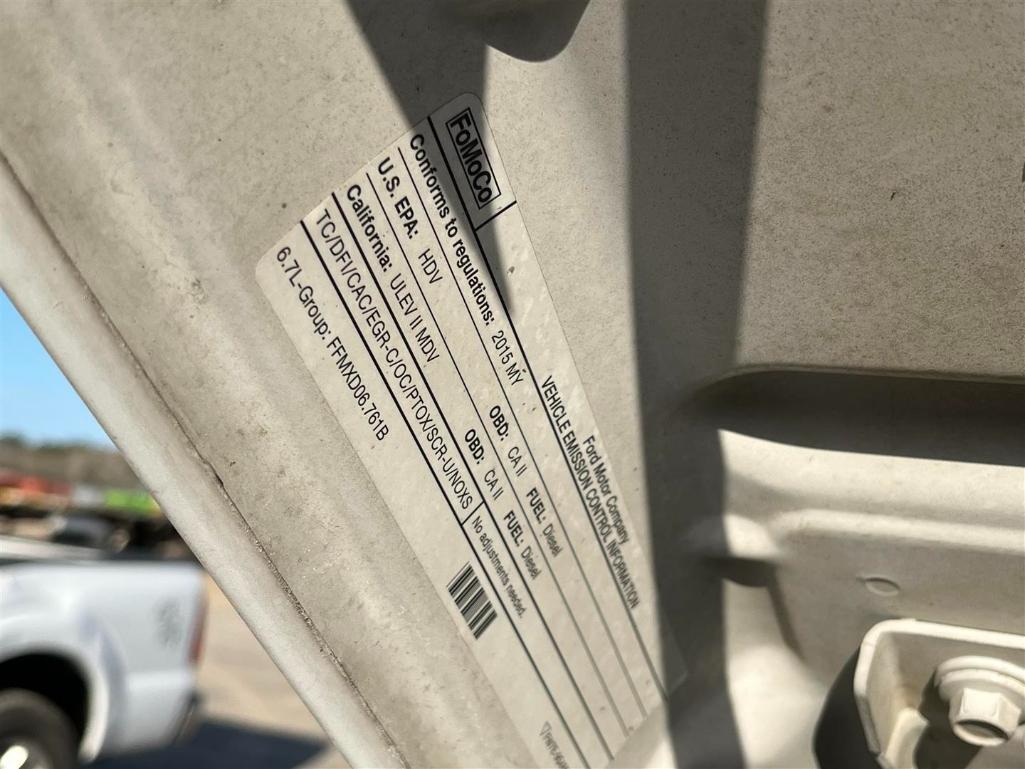 FoMoCo
Ford Motor Company
VEHICLE EMISSION CONTROL INFORMATION
Conforms to regulations: 2015 MY
U.S. EPA: HDV OBD: CA II FUEL: Diesel
California: ULEV II MDV OBD: CA II FUEL: Diesel
TC/DFI/CAC/EGR-C/OC/PTOX/SCR-U/NOXS No adjustments needed.
6.7L-Group: FFMXD06.761B